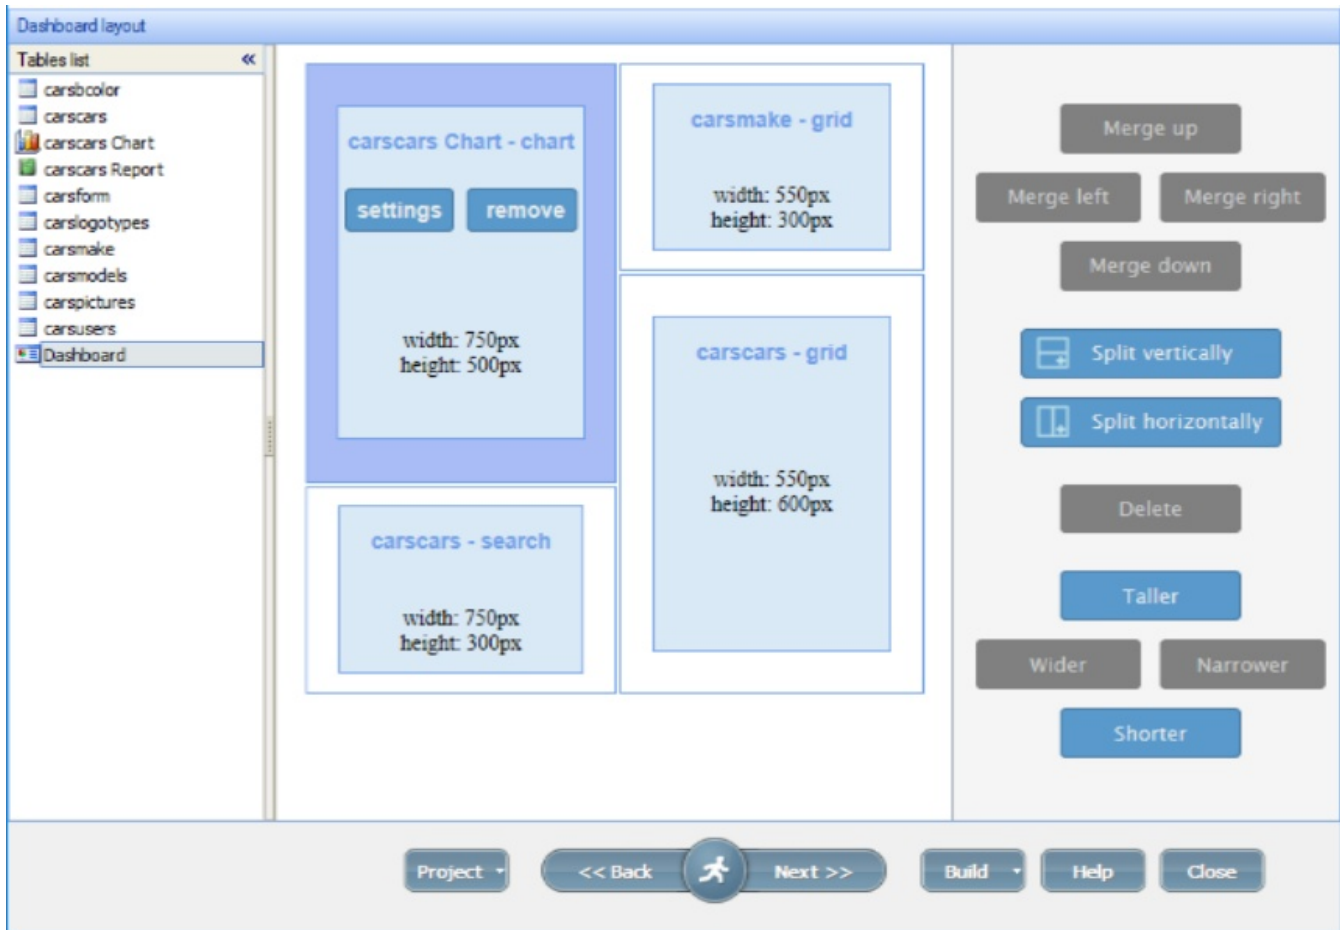 Dashboard layout
Tables list «
carsbcolor
carscars
carscars Chart
carscars Report
carsform
carslogotypes
carsmake
carsmodels
carspictures
carsusers
Dashboard
carscars Chart - chart
settings remove
width: 750px
height: 500px
carscars - search
width: 750px
height: 300px
carsmake - grid
width: 550px
height: 300px
carscars - grid
width: 550px
height: 600px
Merge up
Merge left Merge right
Merge down
Split vertically
Split horizontally
Delete
Taller
Wider Narrower
Shorter
Project << Back Next >> Build Help Close